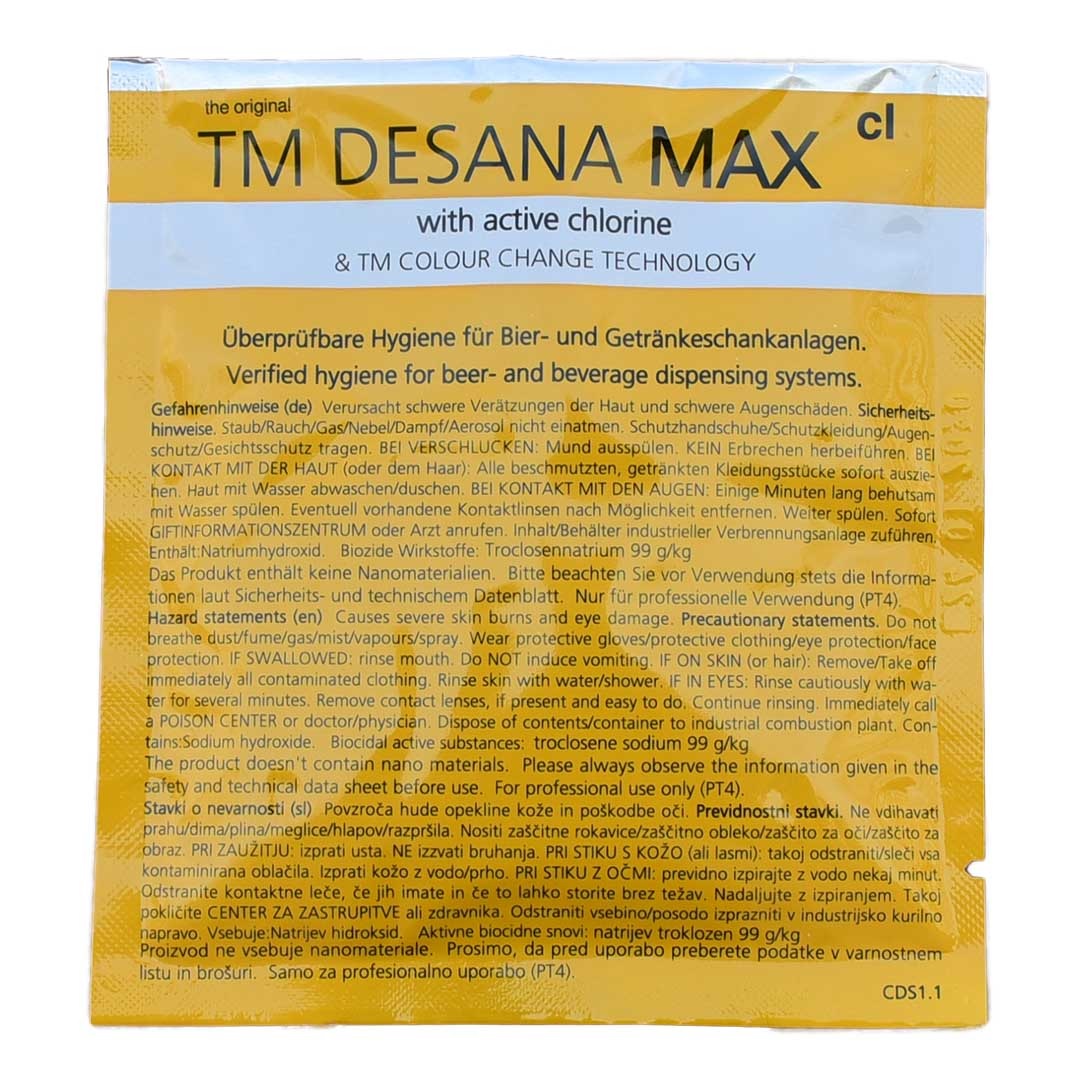 the original
TM DESANA MAX cl
with active chlorine
& TM COLOUR CHANGE TECHNOLOGY
Überprüfbare Hygiene für Bier- und Getränkeschankanlagen.
Verified hygiene for beer- and beverage dispensing systems.
Gefahrenhinweise (de) Verursacht schwere Verätzungen der Haut und schwere Augenschäden. Sicherheits-
hinweise. Staub/Rauch/Gas/Nebel/Dampf/Aerosol nicht einatmen. Schutzhandschuhe/Schutzkleidung/Augen-
schutz/Gesichtsschutz tragen. BEI VERSCHLUCKEN: Mund ausspülen. KEIN Erbrechen herbeiführen. BEI
KONTAKT MIT DER HAUT (oder dem Haar): Alle beschmutzten, getränkten Kleidungsstücke sofort auszie-
hen. Haut mit Wasser abwaschen/duschen. BEI KONTAKT MIT DEN AUGEN: Einige Minuten lang behutsam
mit Wasser spülen. Eventuell vorhandene Kontaktlinsen nach Möglichkeit entfernen. Weiter spülen. Sofort
GIFTINFORMATIONSZENTRUM oder Arzt anrufen. Inhalt/Behälter industrieller Verbrennungsanlage zuführen.
Enthält:Natriumhydroxid. Biozide Wirkstoffe: Troclosennatrium 99 g/kg
Das Produkt enthält keine Nanomaterialien. Bitte beachten Sie vor Verwendung stets die Informa-
tionen laut Sicherheits- und technischem Datenblatt. Nur für professionelle Verwendung (PT4).
Hazard statements (en) Causes severe skin burns and eye damage. Precautionary statements. Do not
breathe dust/fume/gas/mist/vapours/spray. Wear protective gloves/protective clothing/eye protection/face
protection. IF SWALLOWED: rinse mouth. Do NOT induce vomiting. IF ON SKIN (or hair): Remove/Take off
immediately all contaminated clothing. Rinse skin with water/shower. IF IN EYES: Rinse cautiously with wa-
ter for several minutes. Remove contact lenses, if present and easy to do. Continue rinsing. Immediately call
a POISON CENTER or doctor/physician. Dispose of contents/container to industrial combustion plant. Con-
tains:Sodium hydroxide. Biocidal active substances: troclosene sodium 99 g/kg
The product doesn't contain nano materials. Please always observe the information given in the
safety and technical data sheet before use. For professional use only (PT4).
Stavki o nevarnosti (sl) Povzroča hude opekline kože in poškodbe oči. Previdnostni stavki. Ne vdihavati
prahu/dima/plina/meglice/hlapov/razpršila. Nositi zaščitne rokavice/zaščitno obleko/zaščito za oči/zaščito za
obraz. PRI ZAUŽITJU: izprati usta. NE izzvati bruhanja. PRI STIKU S KOŽO (ali lasmi): takoj odstraniti/sleči vsa
kontaminirana oblačila. Izprati kožo z vodo/prho. PRI STIKU Z OČMI: previdno izpirajte z vodo nekaj minut.
Odstranite kontaktne leče, če jih imate in če to lahko storite brez težav. Nadaljujte z izpiranjem. Takoj
pokličite CENTER ZA ZASTRUPITVE ali zdravnika. Odstraniti vsebino/posodo izprazniti v industrijsko kurilno
napravo. Vsebuje:Natrijev hidroksid. Aktivne biocidne snovi: natrijev troklozen 99 g/kg
Proizvod ne vsebuje nanomateriale. Prosimo, da pred uporabo preberete podatke v varnostnem
listu in brošuri. Samo za profesionalno uporabo (PT4).
CDS1.1